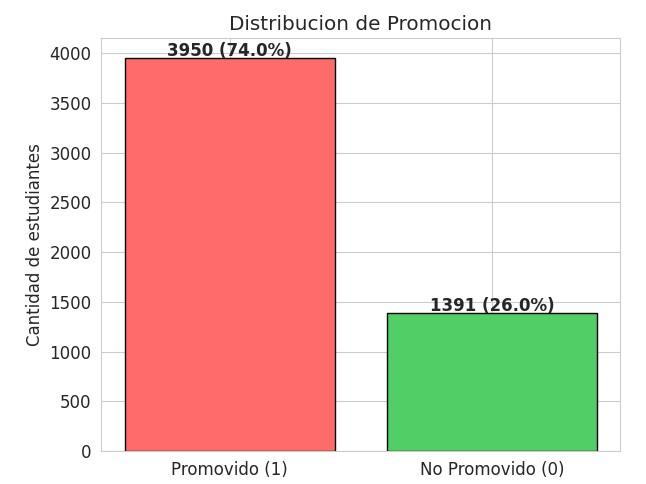 Distribucion de Promocion
Cantidad de estudiantes
4000
3500
3000
2500
2000
1500
1000
500
0
3950 (74.0%)
1391 (26.0%)
Promovido (1)
No Promovido (0)